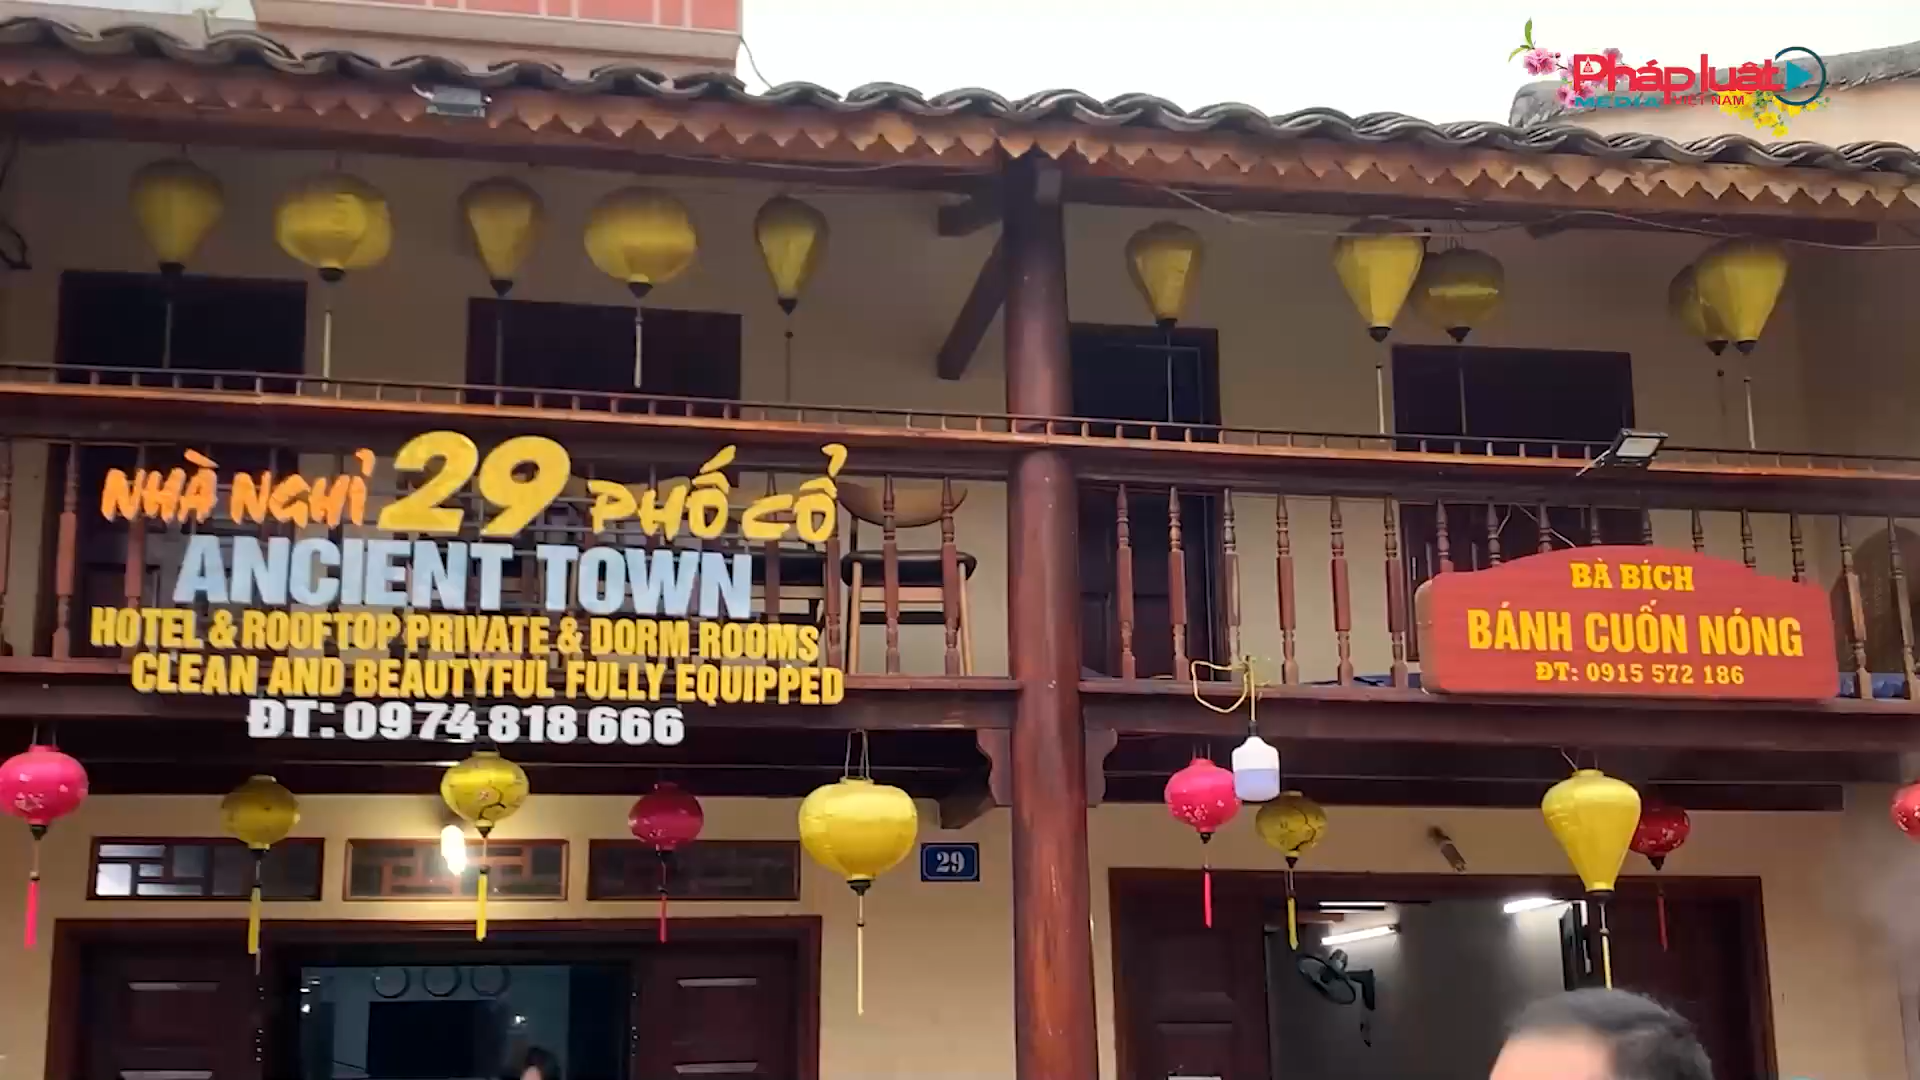 Pháp luật
MEDIA VIỆT NAM
NHÀ NGHỈ 29 PHỐ CỔ
ANCIENT TOWN
HOTEL & ROOFTOP PRIVATE & DORM ROOMS
CLEAN AND BEAUTYFUL FULLY EQUIPPED
ĐT: 0974 818 666
BÀ BÍCH
BÁNH CUỐN NÓNG
ĐT: 0915 572 186
29